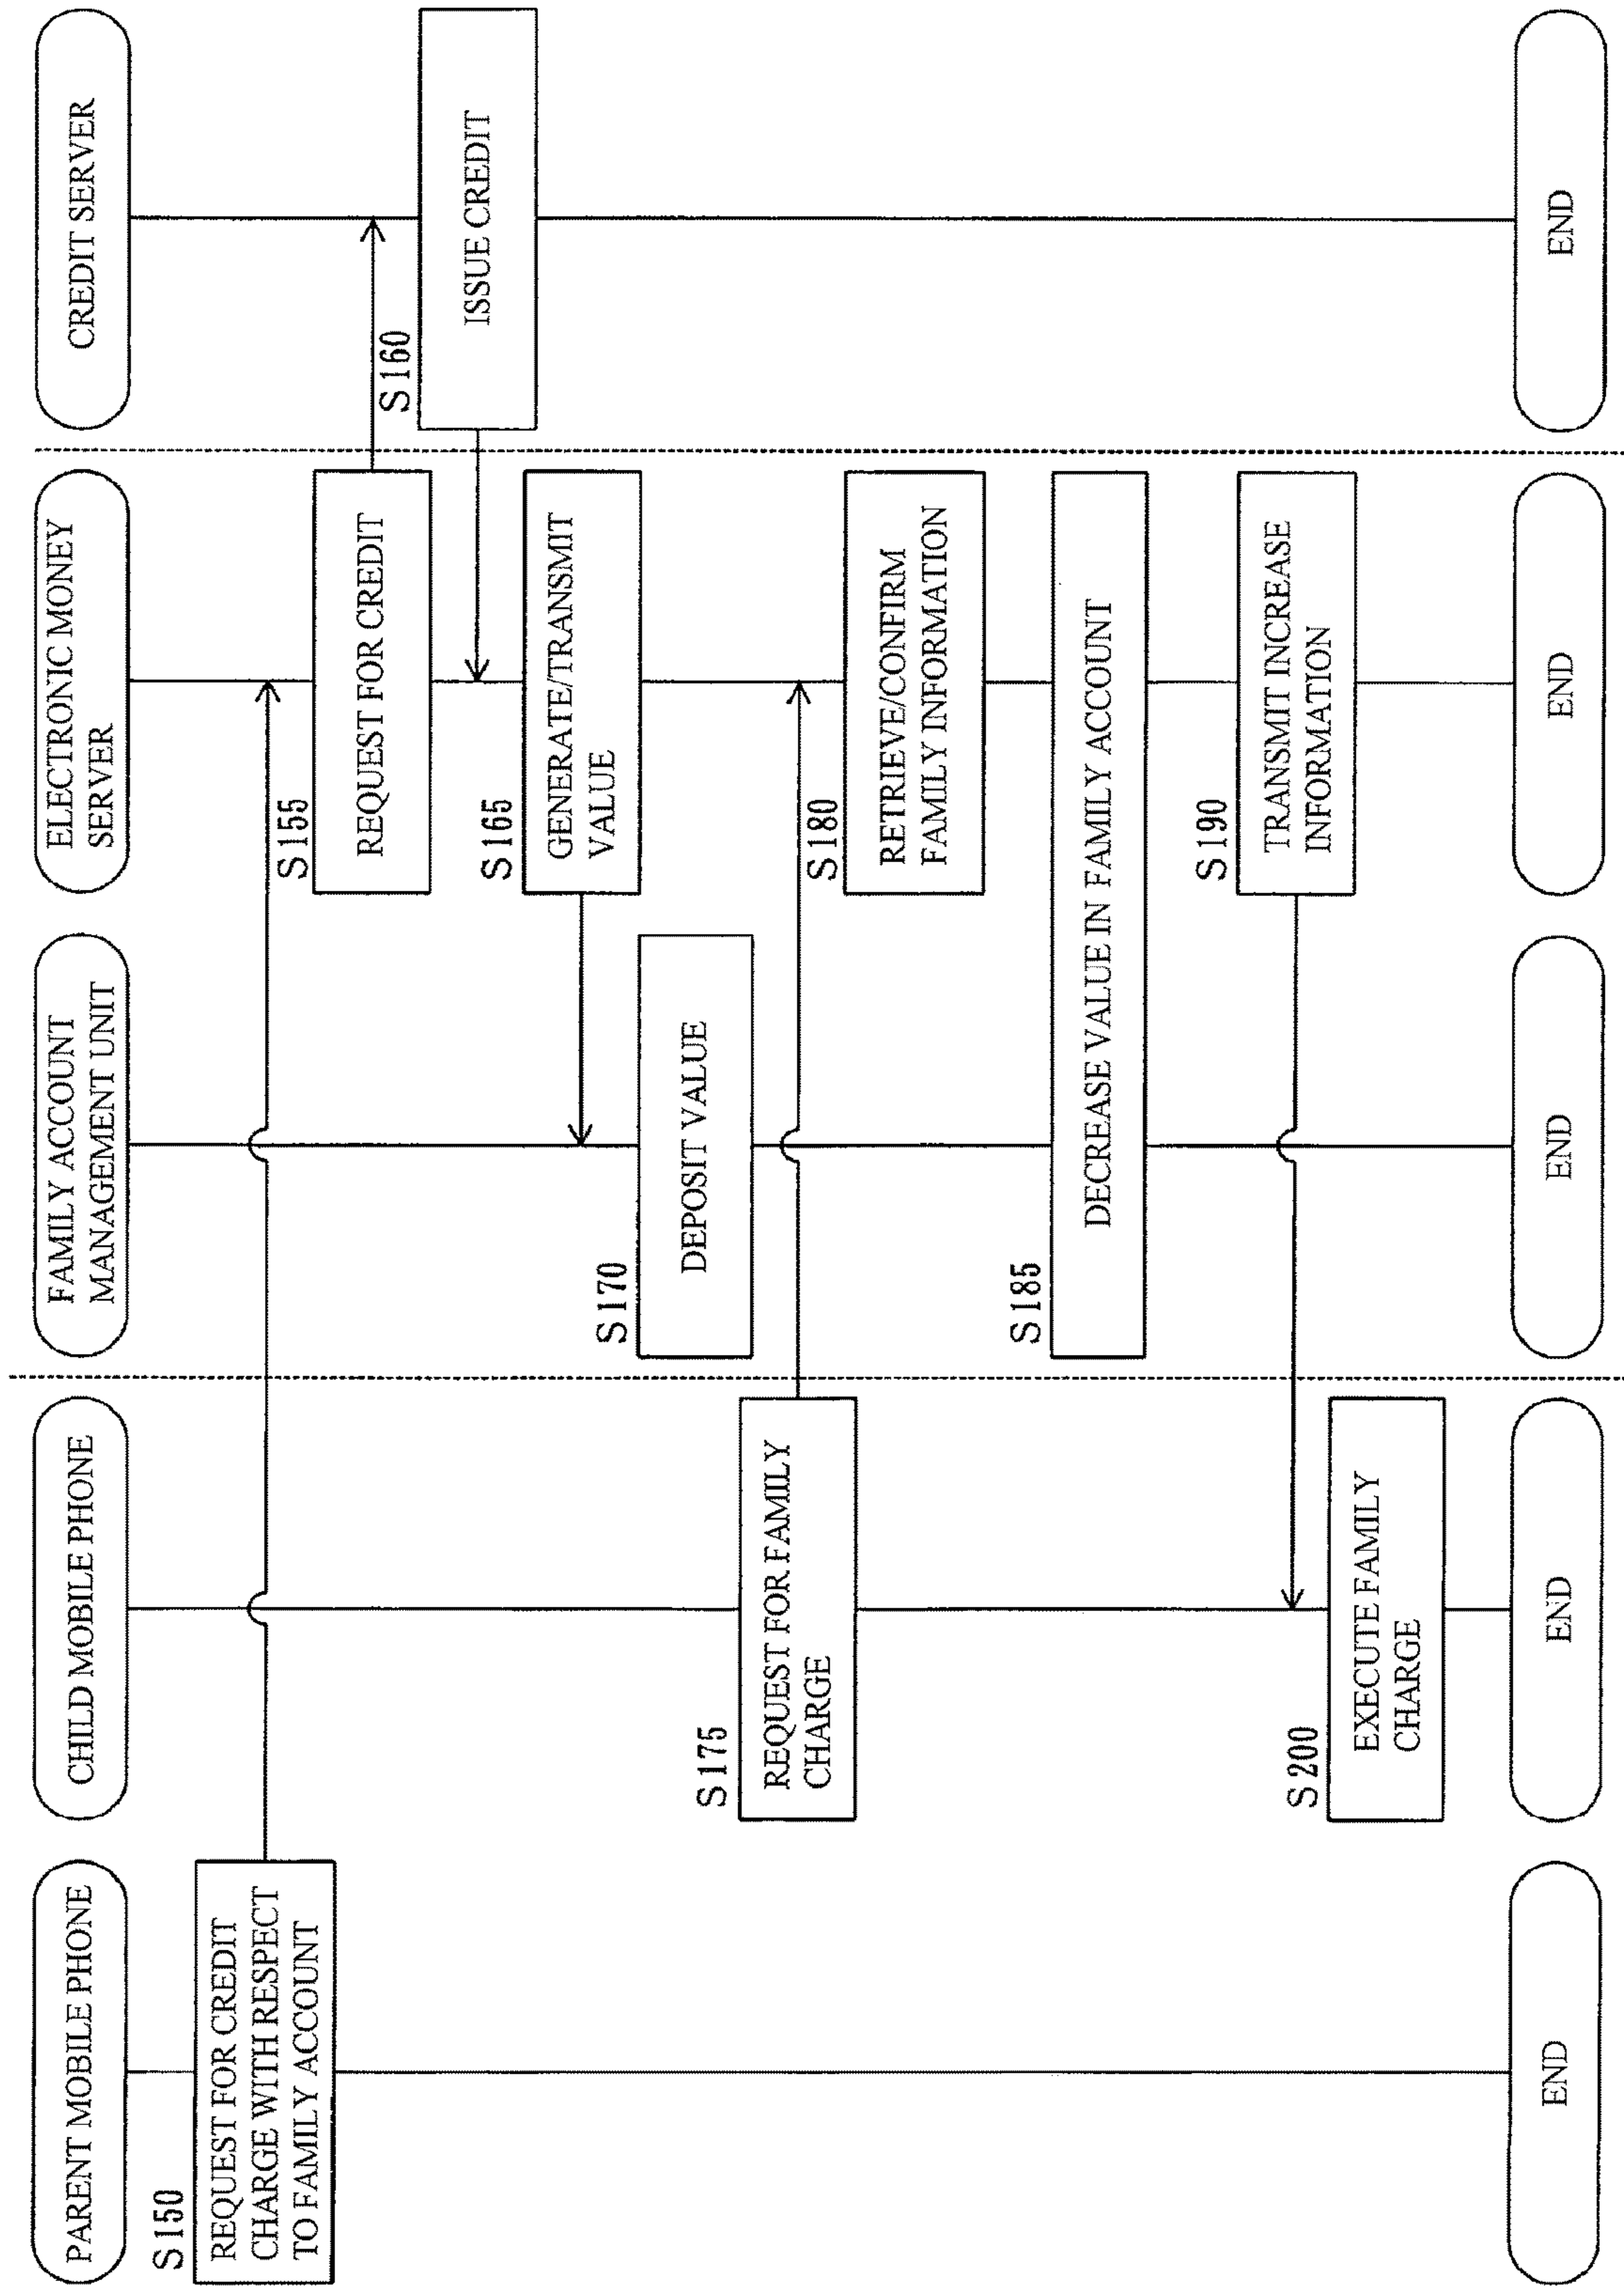 PARENT MOBILE PHONE
CHILD MOBILE PHONE
FAMILY ACCOUNT
MANAGEMENT UNIT
ELECTRONIC MONEY
SERVER
CREDIT SERVER
S150
REQUEST FOR CREDIT
CHARGE WITH RESPECT
TO FAMILY ACCOUNT
S155
REQUEST FOR CREDIT
S160
ISSUE CREDIT
S165
GENERATE/TRANSMIT
VALUE
S170
DEPOSIT VALUE
S175
REQUEST FOR FAMILY
CHARGE
S180
RETRIEVE/CONFIRM
FAMILY INFORMATION
S185
DECREASE VALUE IN FAMILY ACCOUNT
S190
TRANSMIT INCREASE
INFORMATION
S200
EXECUTE FAMILY
CHARGE
END
END
END
END
END